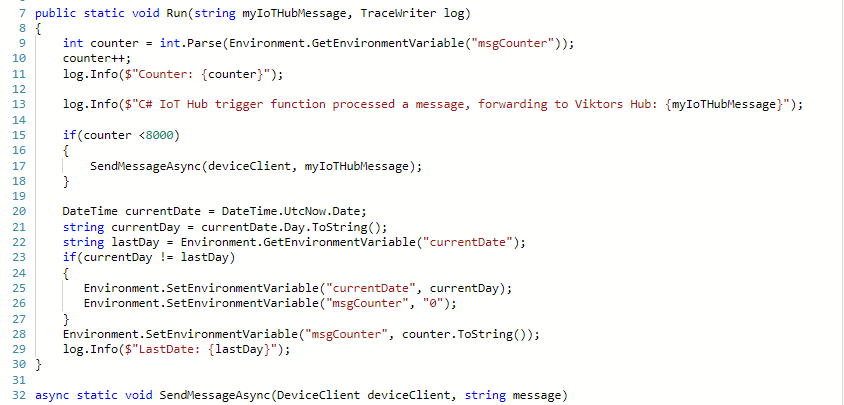 7 public static void Run(string myIoTHubMessage, TraceWriter log)
8 {
9     int counter = int.Parse(Environment.GetEnvironmentVariable("msgCounter"));
10     counter++;
11     log.Info($"Counter: {counter}");
12
13     log.Info($"C# IoT Hub trigger function processed a message, forwarding to Viktors Hub: {myIoTHubMessage}");
14
15     if(counter <8000)
16     {
17         SendMessageAsync(deviceClient, myIoTHubMessage);
18     }
19
20     DateTime currentDate = DateTime.UtcNow.Date;
21     string currentDay = currentDate.Day.ToString();
22     string lastDay = Environment.GetEnvironmentVariable("currentDate");
23     if(currentDay != lastDay)
24     {
25        Environment.SetEnvironmentVariable("currentDate", currentDay);
26        Environment.SetEnvironmentVariable("msgCounter", "0");
27     }
28     Environment.SetEnvironmentVariable("msgCounter", counter.ToString());
29     log.Info($"LastDate: {lastDay}");
30 }
31
32 async static void SendMessageAsync(DeviceClient deviceClient, string message)